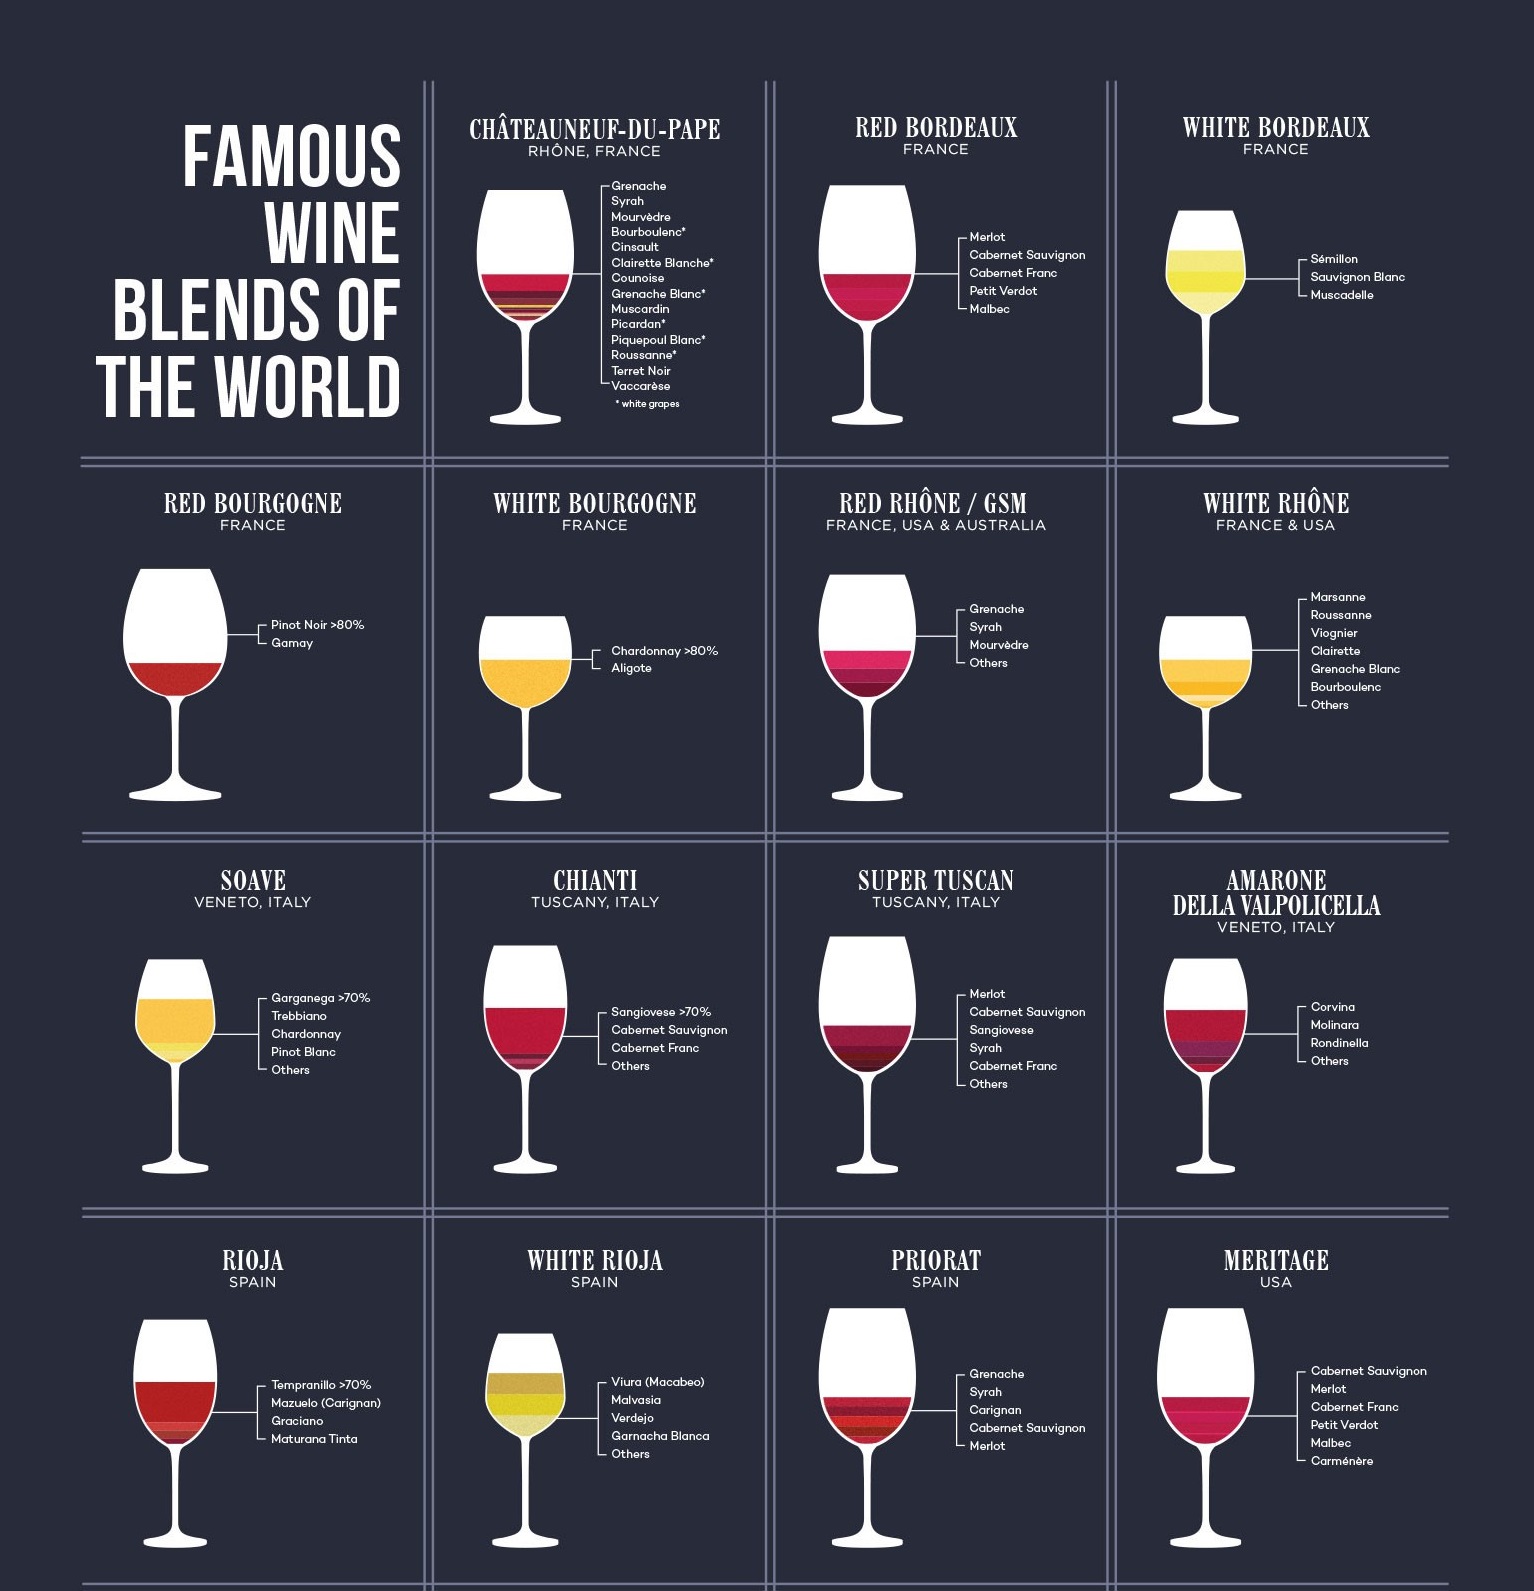 FAMOUS
WINE
BLENDS OF
THE WORLD
CHÂTEAUNEUF-DU-PAPE
RHÔNE, FRANCE
Grenache
Syrah
Mourvèdre
Bourboulenc*
Cinsault
Clairette Blanche*
Counoise
Grenache Blanc*
Muscardin
Picardan*
Piquepoul Blanc*
Roussanne*
Terret Noir
Vaccarèse
* white grapes
RED BORDEAUX
FRANCE
Merlot
Cabernet Sauvignon
Cabernet Franc
Petit Verdot
Malbec
WHITE BORDEAUX
FRANCE
Sémillon
Sauvignon Blanc
Muscadelle
RED BOURGOGNE
FRANCE
Pinot Noir >80%
Gamay
WHITE BOURGOGNE
FRANCE
Chardonnay >80%
Aligote
RED RHÔNE / GSM
FRANCE, USA & AUSTRALIA
Grenache
Syrah
Mourvèdre
Others
WHITE RHÔNE
FRANCE & USA
Marsanne
Roussanne
Viognier
Clairette
Grenache Blanc
Bourboulenc
Others
SOAVE
VENETO, ITALY
Garganega >70%
Trebbiano
Chardonnay
Pinot Blanc
Others
CHIANTI
TUSCANY, ITALY
Sangiovese >70%
Cabernet Sauvignon
Cabernet Franc
Others
SUPER TUSCAN
TUSCANY, ITALY
Merlot
Cabernet Sauvignon
Sangiovese
Syrah
Cabernet Franc
Others
AMARONE
DELLA VALPOLICELLA
VENETO, ITALY
Corvina
Molinara
Rondinella
Others
RIOJA
SPAIN
Tempranillo >70%
Mazuelo (Carignan)
Graciano
Maturana Tinta
WHITE RIOJA
SPAIN
Viura (Macabeo)
Malvasia
Verdejo
Garnacha Blanca
Others
PRIORAT
SPAIN
Grenache
Syrah
Carignan
Cabernet Sauvignon
Merlot
MERITAGE
USA
Cabernet Sauvignon
Merlot
Cabernet Franc
Petit Verdot
Malbec
Carménère